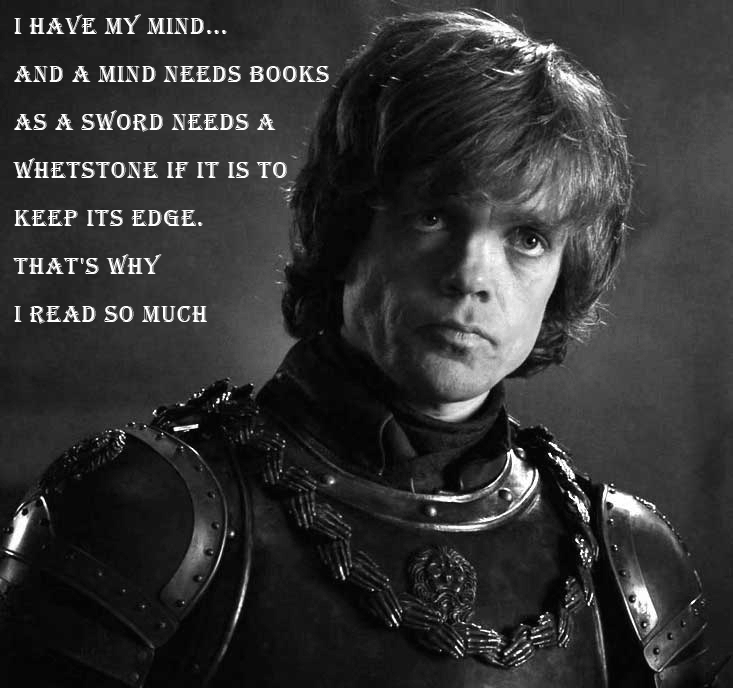 I HAVE MY MIND...
AND A MIND NEEDS BOOKS
AS A SWORD NEEDS A
WHETSTONE IF IT IS TO
KEEP ITS EDGE.
THAT'S WHY
I READ SO MUCH